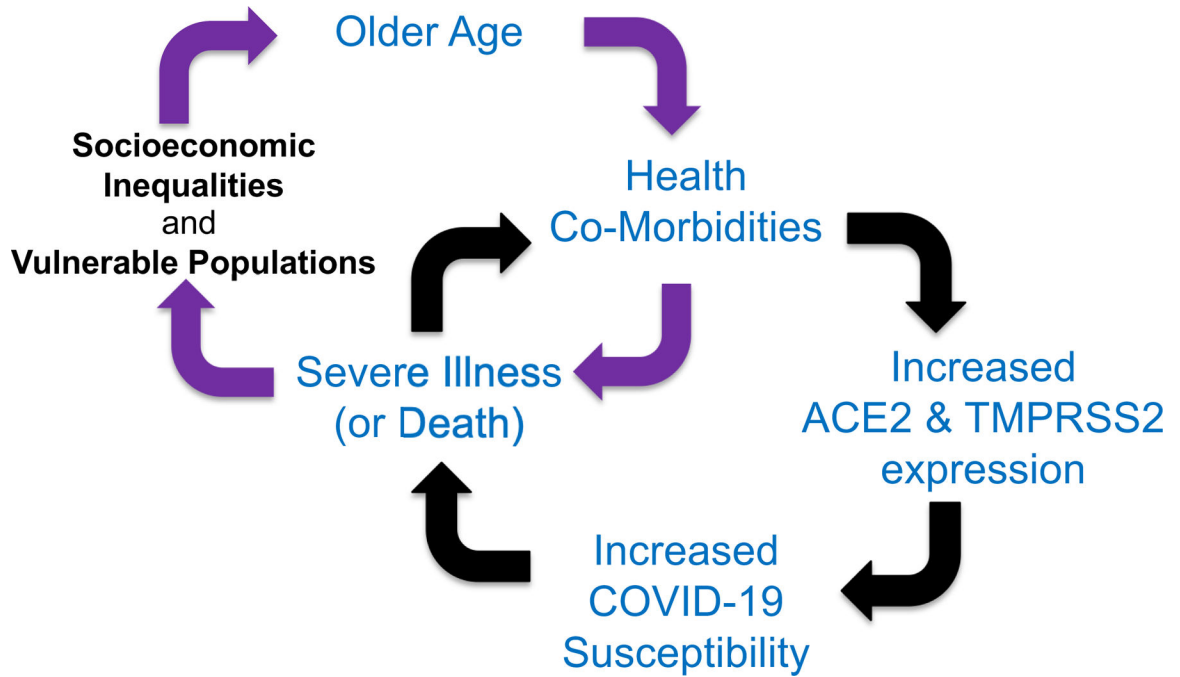 Older Age
Socioeconomic
Inequalities
and
Vulnerable Populations
Health
Co-Morbidities
Severe Illness
(or Death)
Increased
ACE2 & TMPRSS2
expression
Increased
COVID-19
Susceptibility